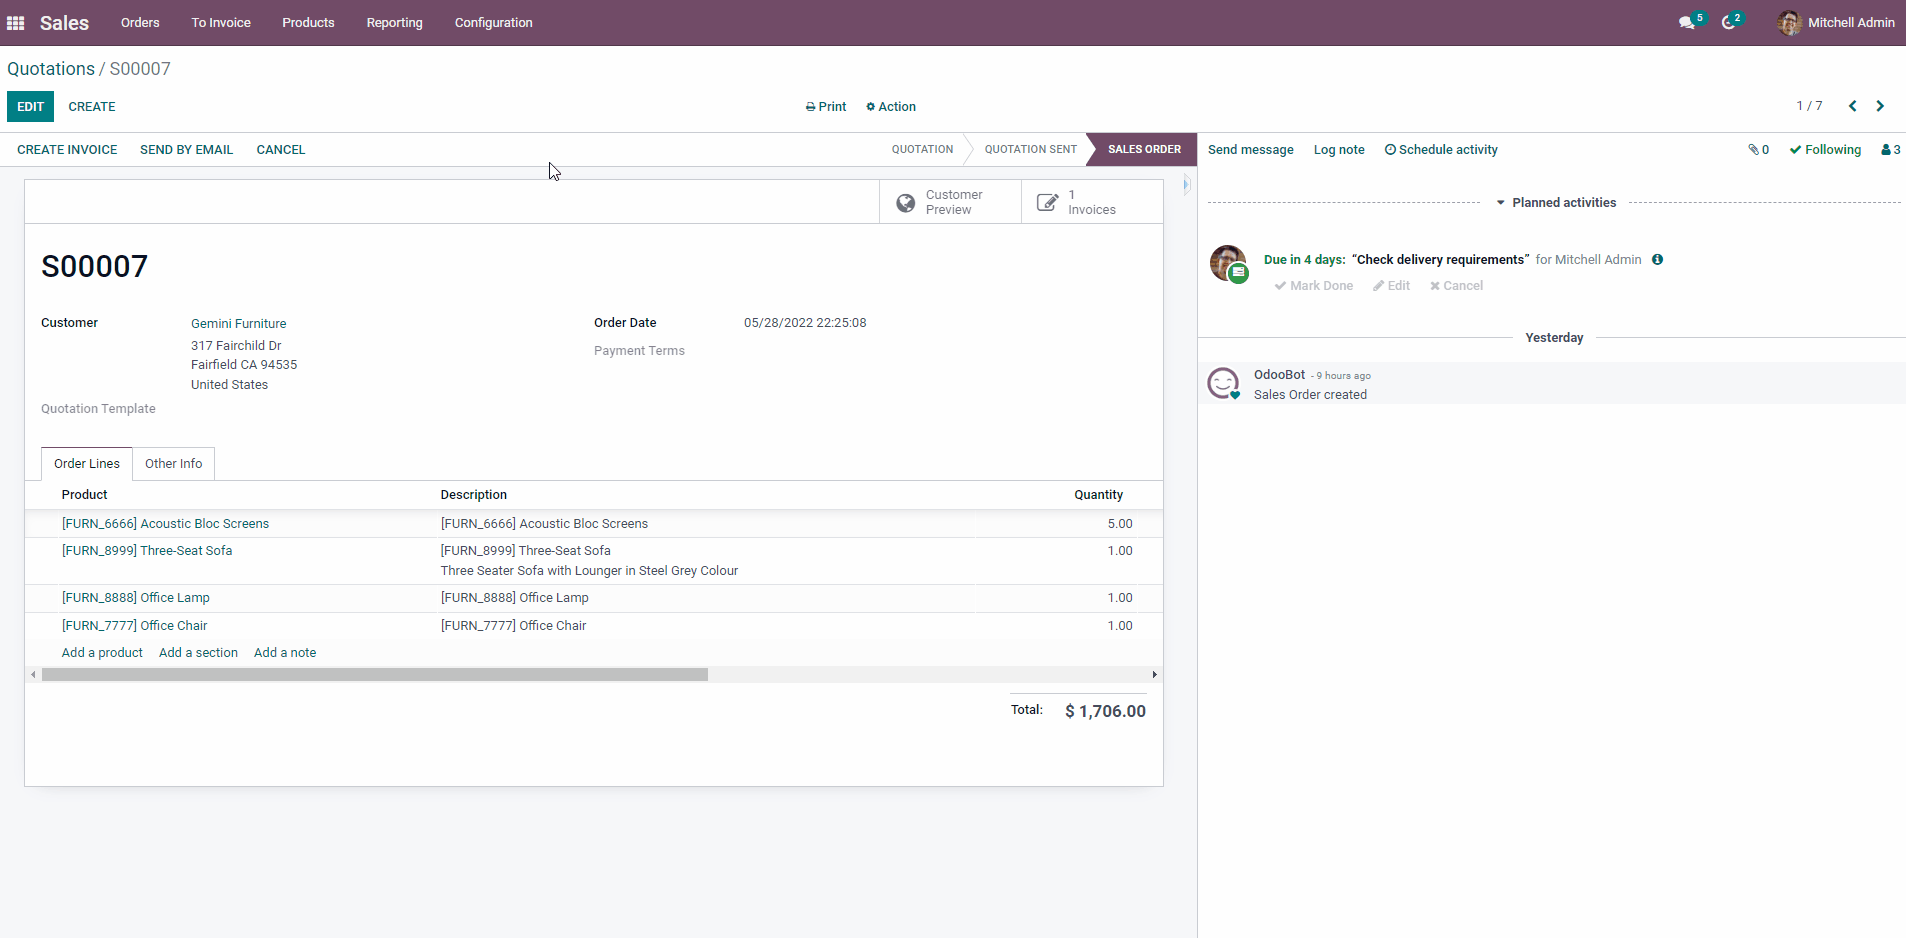 Sales Orders To Invoice Products Reporting Configuration 5 2 Mitchell Admin
Quotations / S00007
EDIT CREATE Print Action 1 / 7
CREATE INVOICE SEND BY EMAIL CANCEL QUOTATION QUOTATION SENT SALES ORDER
Customer Preview
1 Invoices
S00007
Customer Gemini Furniture
317 Fairchild Dr
Fairfield CA 94535
United States
Order Date 05/28/2022 22:25:08
Payment Terms
Quotation Template
Order Lines Other Info
Product Description Quantity
[FURN_6666] Acoustic Bloc Screens [FURN_6666] Acoustic Bloc Screens 5.00
[FURN_8999] Three-Seat Sofa [FURN_8999] Three-Seat Sofa 1.00
Three Seater Sofa with Lounger in Steel Grey Colour
[FURN_8888] Office Lamp [FURN_8888] Office Lamp 1.00
[FURN_7777] Office Chair [FURN_7777] Office Chair 1.00
Add a product Add a section Add a note
Total: $ 1,706.00
Send message Log note Schedule activity 0 Following 3
Planned activities
Due in 4 days: “Check delivery requirements” for Mitchell Admin
Mark Done Edit Cancel
Yesterday
OdooBot - 9 hours ago
Sales Order created